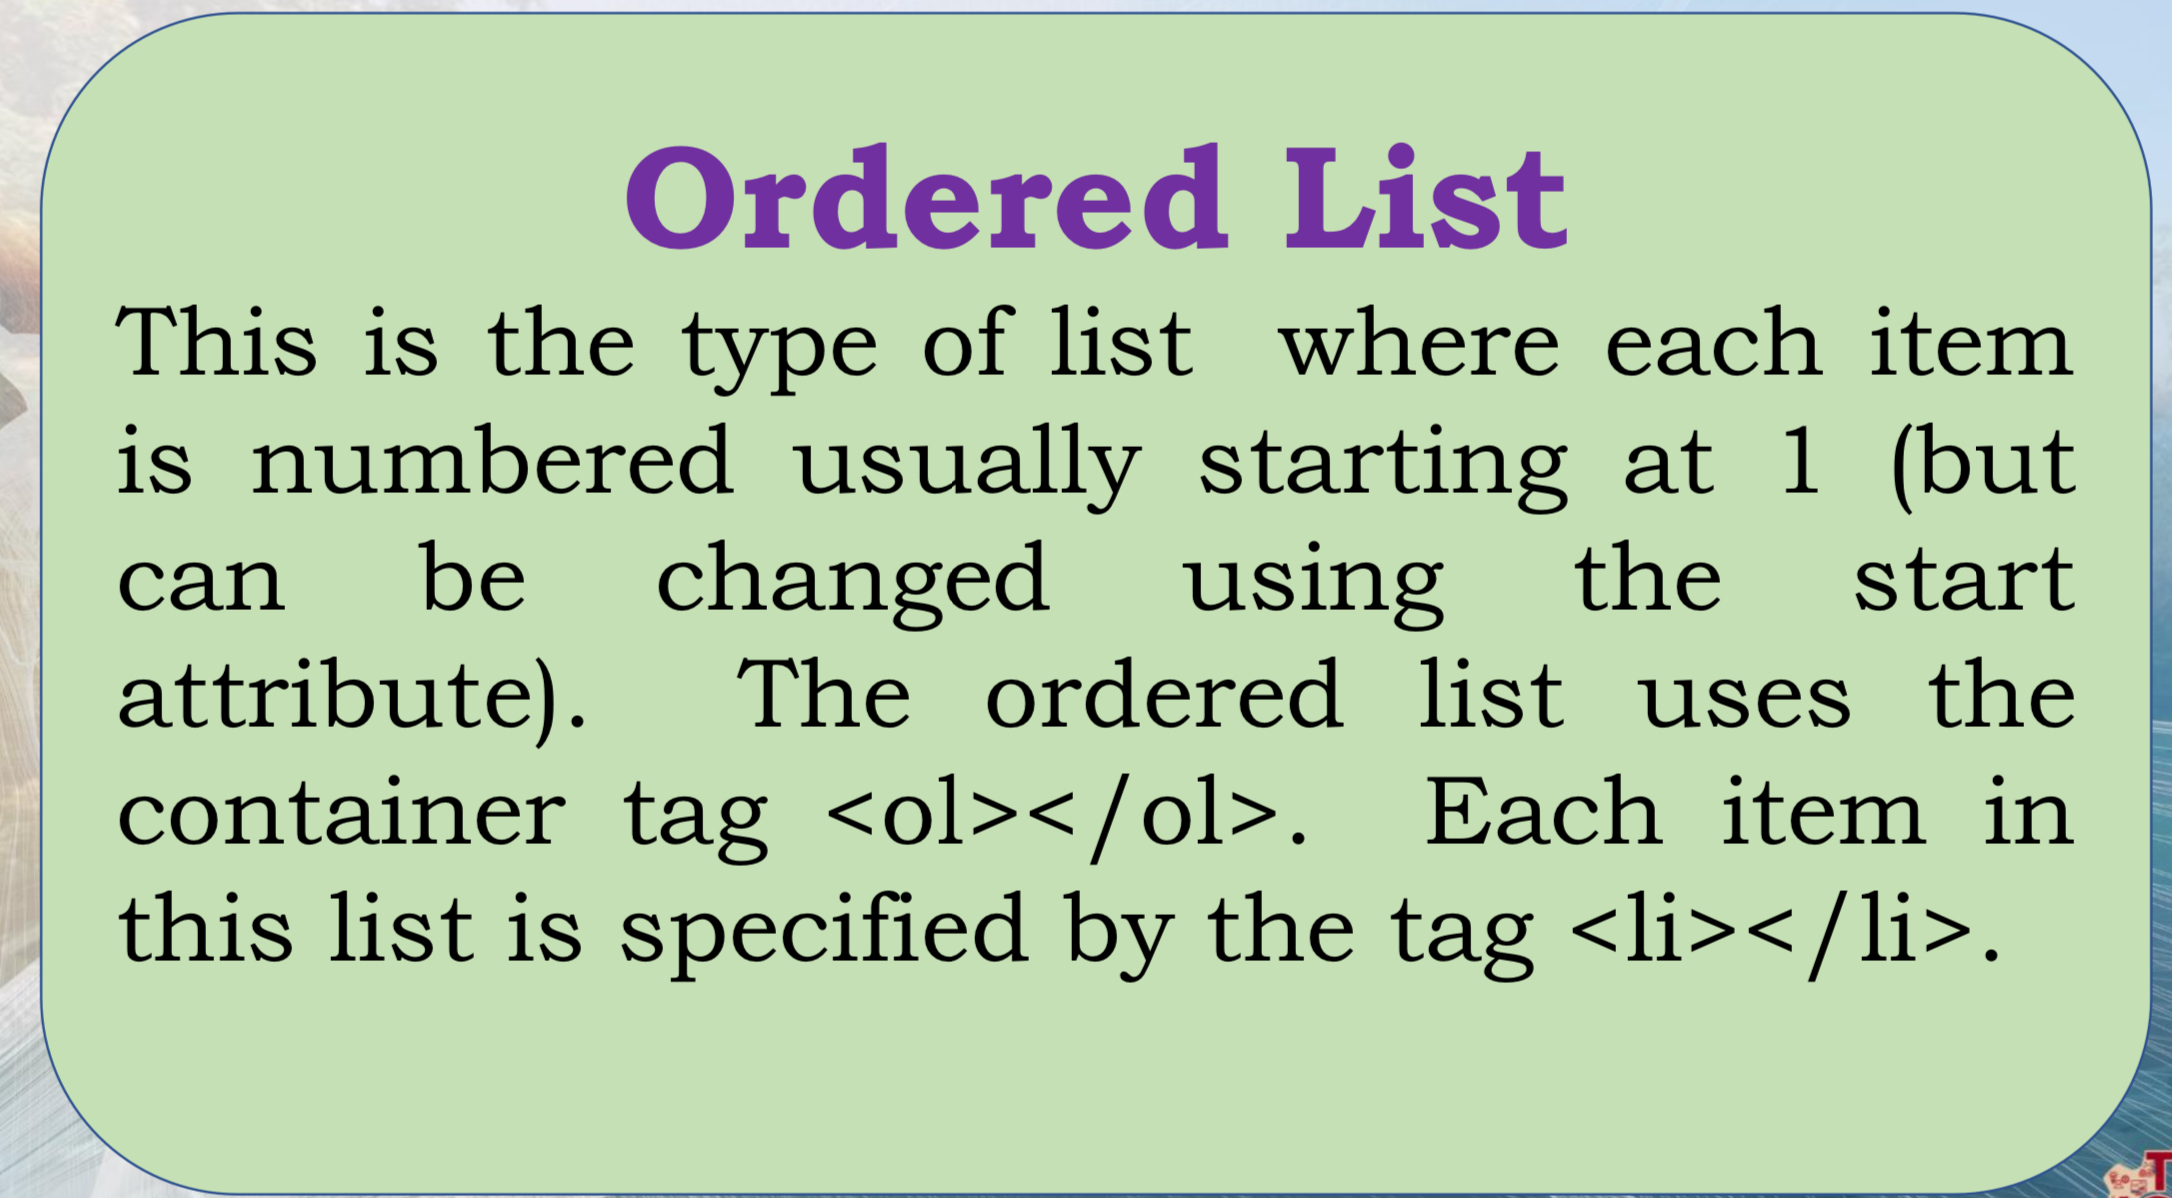 Ordered List
This is the type of list where each item
is numbered usually starting at 1 (but
can be changed using the start
attribute). The ordered list uses the
container tag <ol></ol>. Each item in
this list is specified by the tag <li></li>.